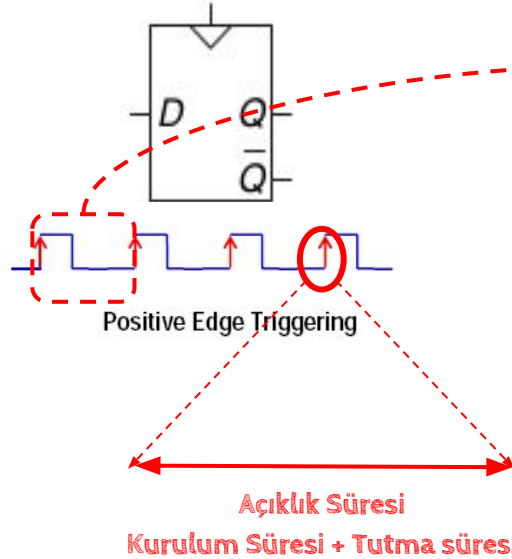 D Q
Q
Positive Edge Triggering
Açıklık Süresi
Kurulum Süresi + Tutma süres